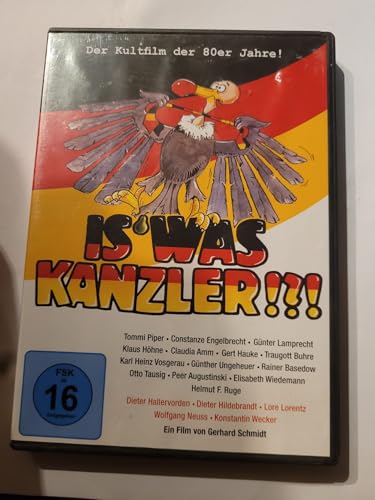 Der Kultfilm der 80er Jahre!
IS' WAS
KANZLER!?!
Tommi Piper • Constanze Engelbrecht • Günter Lamprecht
Klaus Höhne • Claudia Amm • Gert Hauke • Traugott Buhre
Karl Heinz Vosgerau • Günther Ungeheuer • Rainer Basedow
Otto Tausig • Peer Augustinski • Elisabeth Wiedemann
Helmut F. Ruge
Dieter Hallervorden • Dieter Hildebrandt • Lore Lorentz
Wolfgang Neuss • Konstantin Wecker
Ein Film von Gerhard Schmidt
FSK
ab
16
freigegeben